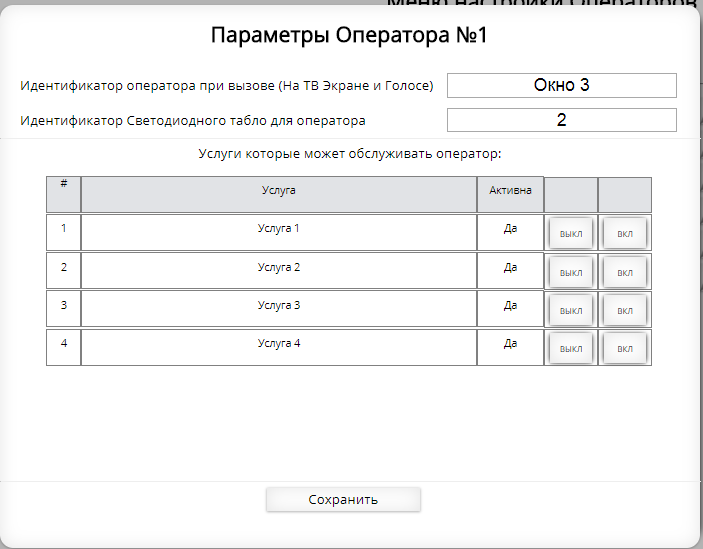 Меню настройки Операторов
Параметры Оператора №1
Идентификатор оператора при вызове (На ТВ Экране и Голосе) Окно 3
Идентификатор Светодиодного табло для оператора 2
Услуги которые может обслуживать оператор:
# Услуга Активна
1 Услуга 1 Да выкл вкл
2 Услуга 2 Да выкл вкл
3 Услуга 3 Да выкл вкл
4 Услуга 4 Да выкл вкл
Сохранить